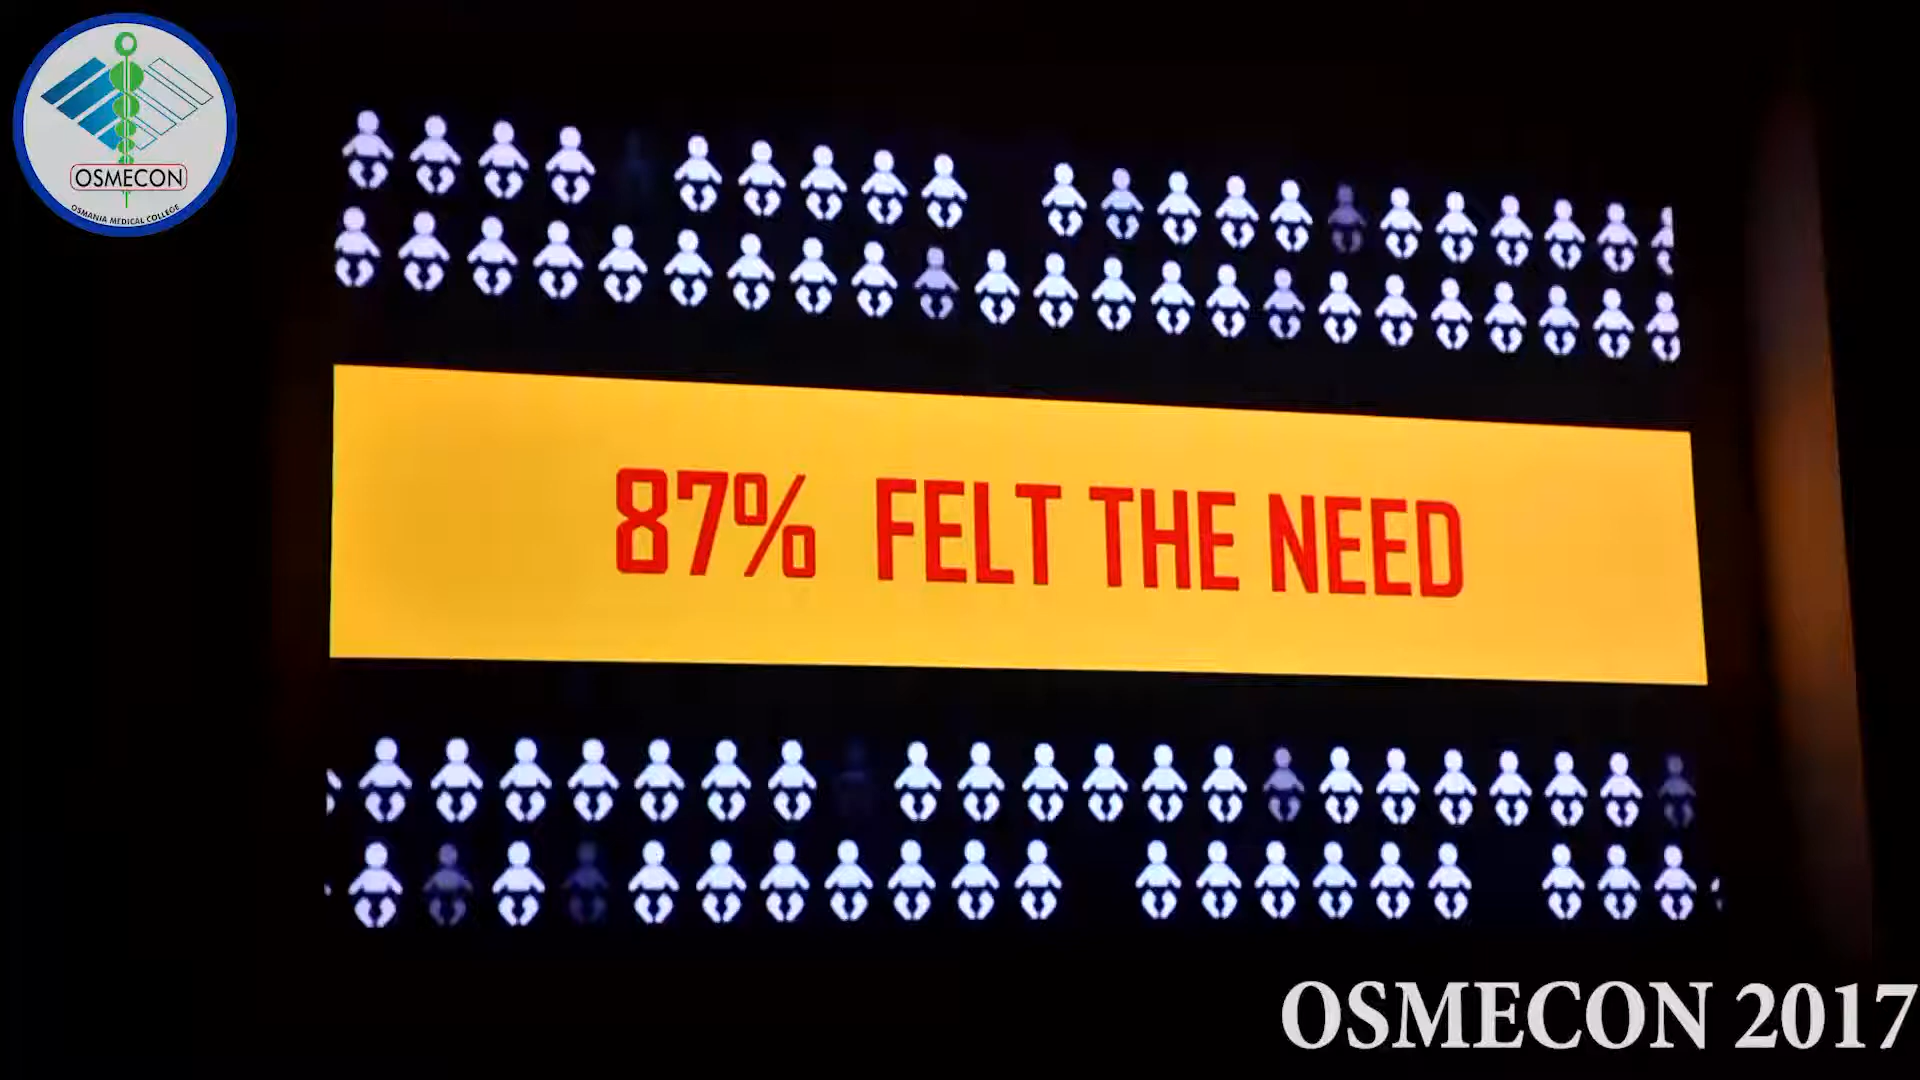 OSMECON
OSMANIA MEDICAL COLLEGE
87% FELT THE NEED
OSMECON 2017